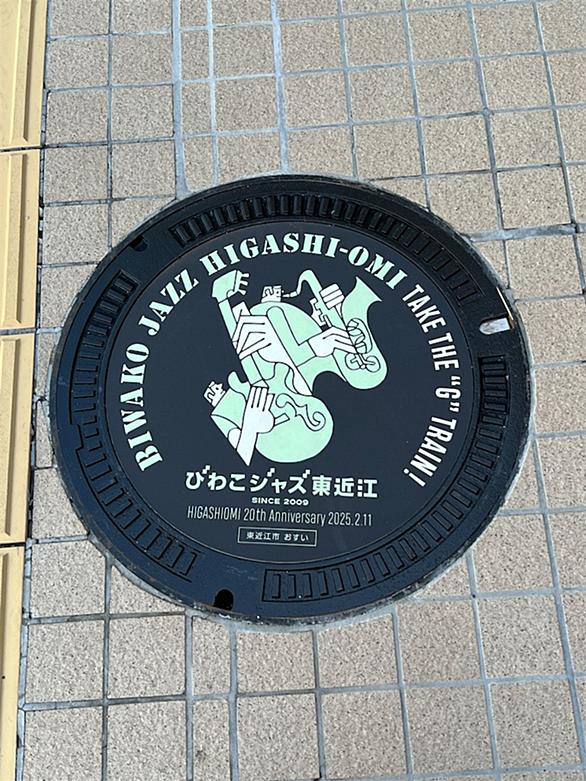 BIWAKO JAZZ HIGASHI-OMI
TAKE THE "G" TRAIN!
びわこジャズ東近江
SINCE 2009
HIGASHIOMI 20th Anniversary 2025.2.11
東近江市 おすい